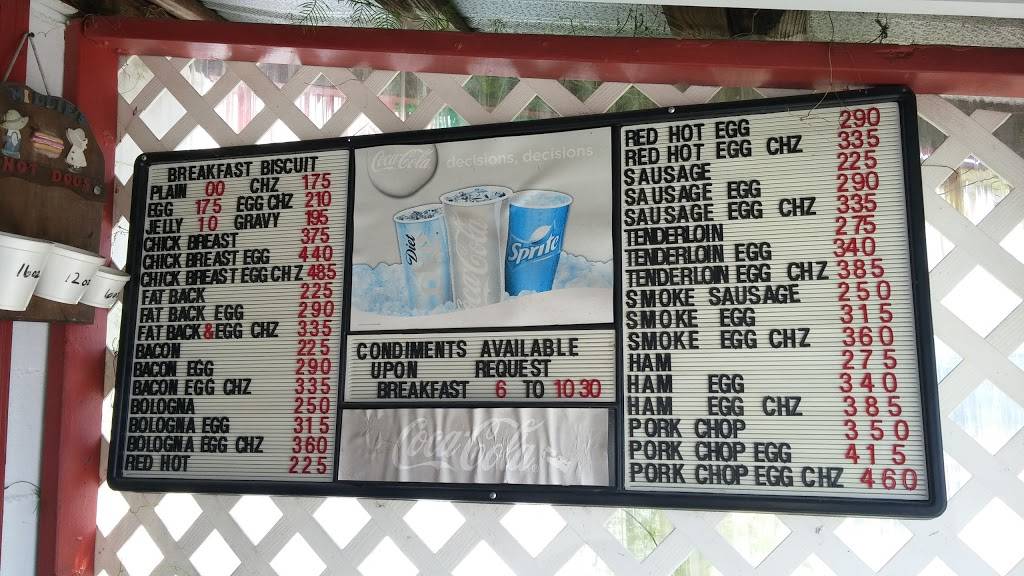 WILLIE
HOT DOGS
16oz
12oz
BREAKFAST BISCUIT
PLAIN 00 CHZ 175
EGG 175 EGG CHZ 210
JELLY 10 GRAVY 195
CHICK BREAST 375
CHICK BREAST EGG 440
CHICK BREAST EGG CHZ 485
FAT BACK 225
FAT BACK EGG 290
FAT BACK & EGG CHZ 335
BACON 225
BACON EGG 290
BACON EGG CHZ 335
BOLOGNA 250
BOLOGNA EGG 315
BOLOGNA EGG CHZ 360
RED HOT 225
Coca-Cola decisions, decisions
Diet
Coca-Cola
Sprite
CONDIMENTS AVAILABLE
UPON REQUEST
BREAKFAST 6 TO 10 30
Coca-Cola
RED HOT EGG 290
RED HOT EGG CHZ 335
SAUSAGE 225
SAUSAGE EGG 290
SAUSAGE EGG CHZ 335
TENDERLOIN 275
TENDERLOIN EGG 340
TENDERLOIN EGG CHZ 385
SMOKE SAUSAGE 250
SMOKE EGG 315
SMOKE EGG CHZ 360
HAM 275
HAM EGG 340
HAM EGG CHZ 385
PORK CHOP 350
PORK CHOP EGG 415
PORK CHOP EGG CHZ 460